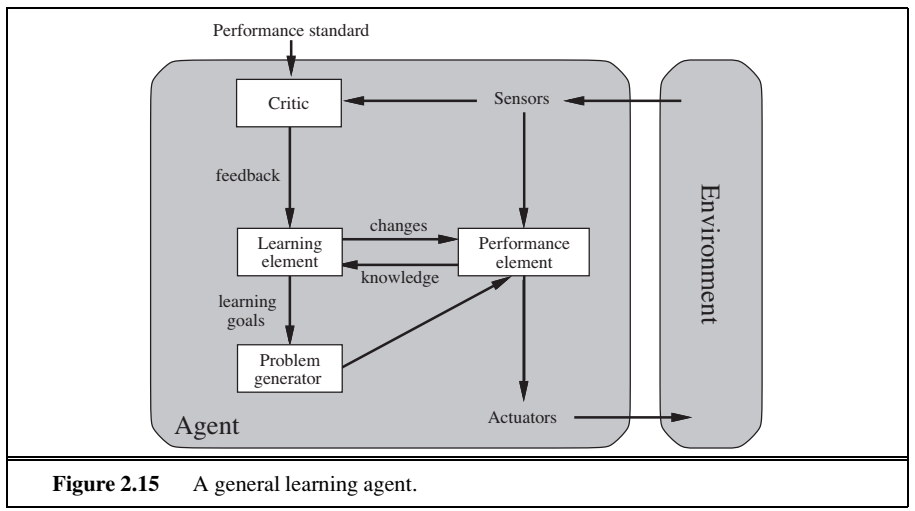 Performance standard
Critic
Sensors
feedback
Environment
changes
Learning
element
Performance
element
knowledge
learning
goals
Problem
generator
Actuators
Agent
Figure 2.15 A general learning agent.